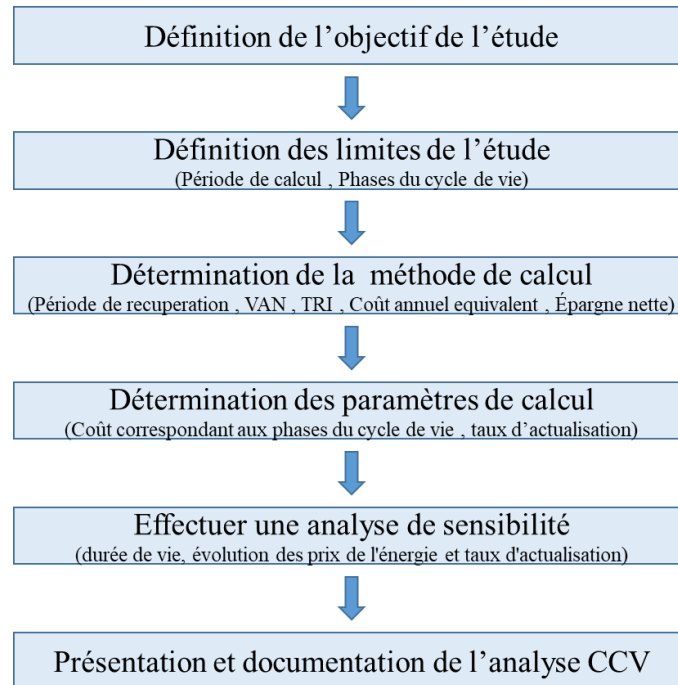 Définition de l’objectif de l’étude
Définition des limites de l’étude
(Période de calcul , Phases du cycle de vie)
Détermination de la méthode de calcul
(Période de recuperation , VAN , TRI , Coût annuel equivalent , Épargne nette)
Détermination des paramètres de calcul
(Coût correspondant aux phases du cycle de vie , taux d’actualisation)
Effectuer une analyse de sensibilité
(durée de vie, évolution des prix de l'énergie et taux d'actualisation)
Présentation et documentation de l’analyse CCV